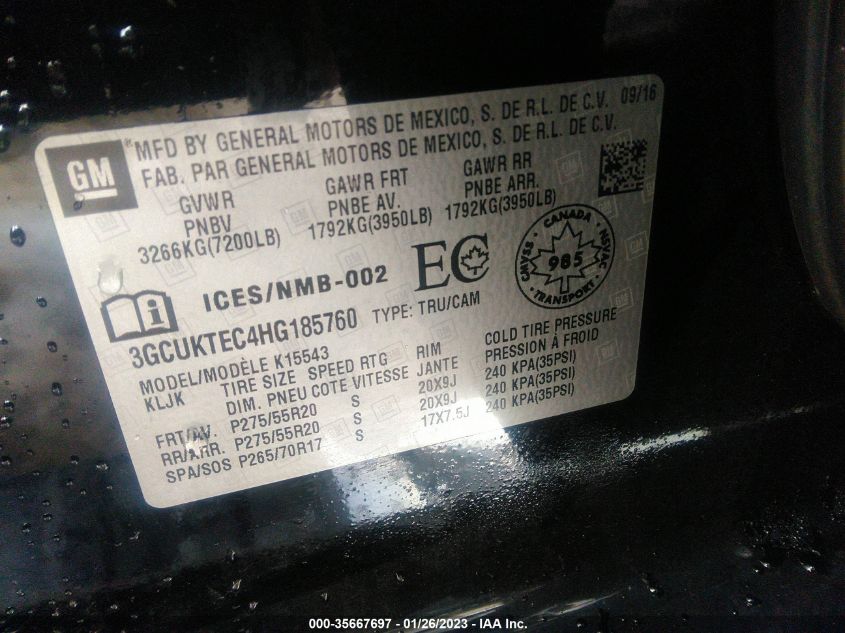 GM
MFD BY GENERAL MOTORS DE MEXICO, S. DE R.L. DE C.V. 09/16
FAB. PAR GENERAL MOTORS DE MEXICO, S. DE R.L. DE C.V.
GVWR GAWR FRT GAWR RR
PNBV PNBE AV. PNBE ARR.
3266KG(7200LB) 1792KG(3950LB) 1792KG(3950LB)
ICES/NMB-002 EC
CANADA
NSVAC
985
SSVANC
TRANSPORT
3GCUKTEC4HG185760 TYPE: TRU/CAM
MODEL/MODÈLE K15543
KLJK TIRE SIZE SPEED RTG RIM COLD TIRE PRESSURE
DIM. PNEU COTE VITESSE JANTE PRESSION À FROID
FRT/AV. P275/55R20 S 20X9J 240 KPA(35PSI)
RR/ARR. P275/55R20 S 20X9J 240 KPA(35PSI)
SPA/SOS P265/70R17 S 17X7.5J 240 KPA(35PSI)
000-35667697 - 01/26/2023 - IAA Inc.